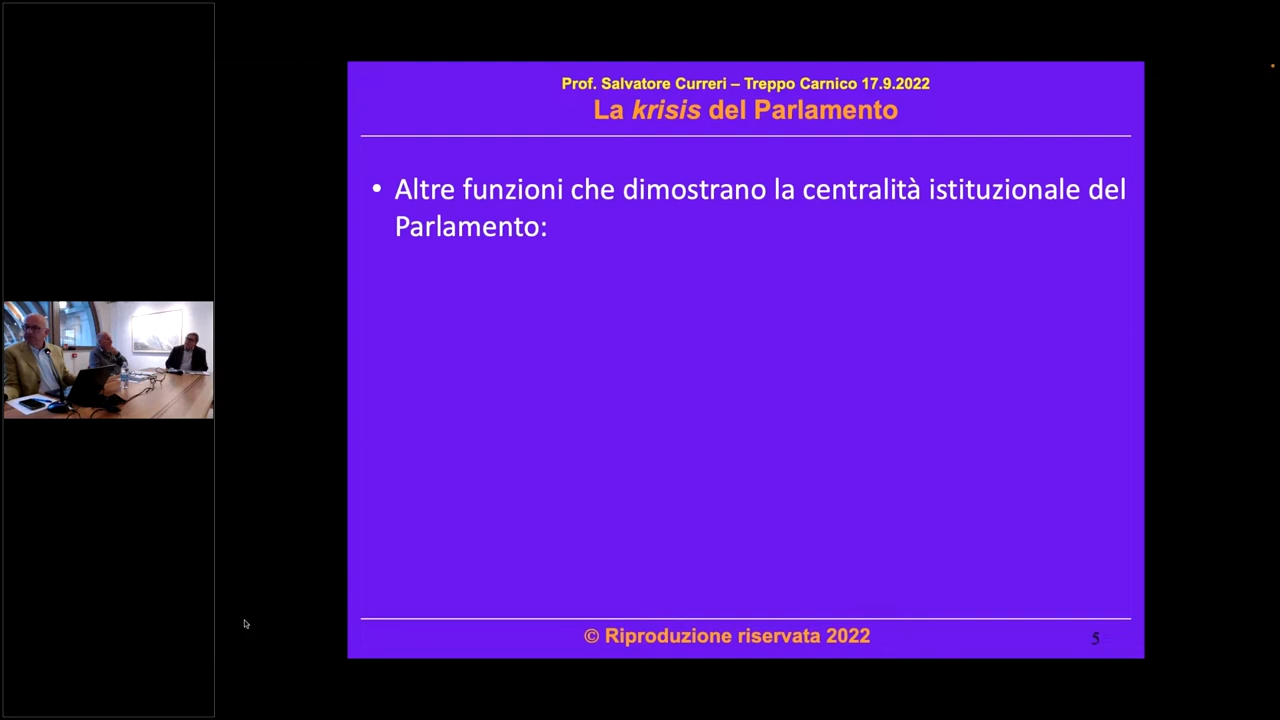 Prof. Salvatore Curreri – Treppo Carnico 17.9.2022
La krisis del Parlamento
• Altre funzioni che dimostrano la centralità istituzionale del
Parlamento:
© Riproduzione riservata 2022
5